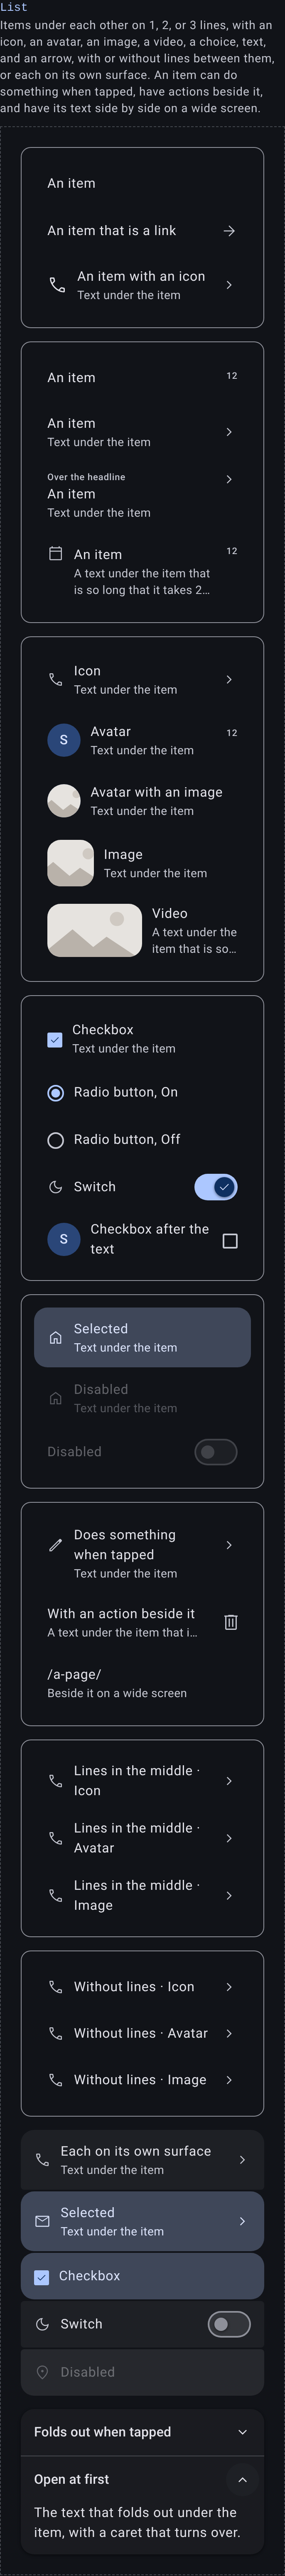 List
Items under each other on 1, 2, or 3 lines, with an
icon, an avatar, an image, a video, a choice, text,
and an arrow, with or without lines between them,
or each on its own surface. An item can do
something when tapped, have actions beside it,
and have its text side by side on a wide screen.
An item
An item that is a link
An item with an icon
Text under the item
An item
12
An item
Text under the item
Over the headline
An item
Text under the item
An item
12
A text under the item that
is so long that it takes 2…
Icon
Text under the item
S
Avatar
12
Text under the item
Avatar with an image
Text under the item
Image
Text under the item
Video
A text under the
item that is so…
Checkbox
Text under the item
Radio button, On
Radio button, Off
Switch
S
Checkbox after the
text
Selected
Text under the item
Disabled
Text under the item
Disabled
Does something
when tapped
Text under the item
With an action beside it
A text under the item that i…
/a-page/
Beside it on a wide screen
Lines in the middle ·
Icon
Lines in the middle ·
Avatar
Lines in the middle ·
Image
Without lines · Icon
Without lines · Avatar
Without lines · Image
Each on its own surface
Text under the item
Selected
Text under the item
Checkbox
Switch
Disabled
Folds out when tapped
Open at first
The text that folds out under the
item, with a caret that turns over.